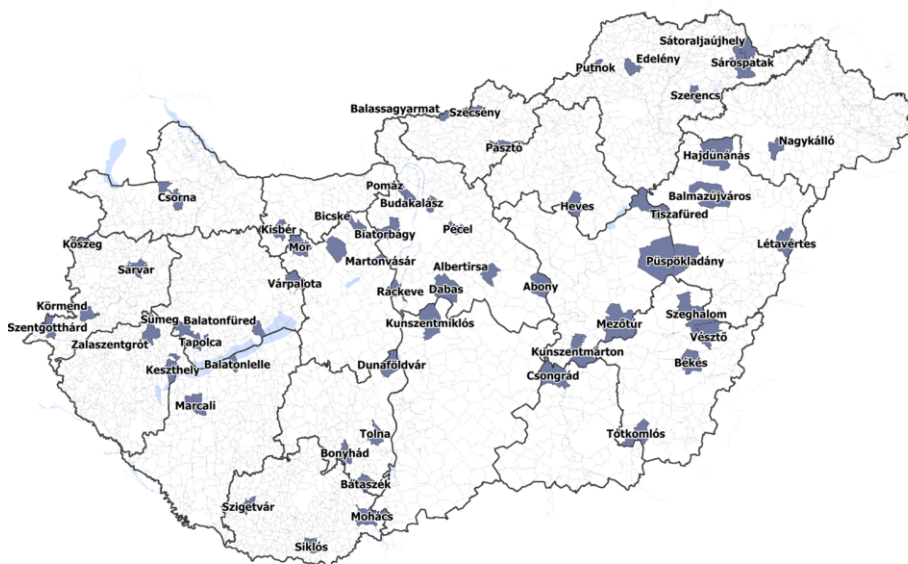 Sátoraljaújhely
Putnok
Edelény
Sárospatak
Szerencs
Balassagyarmat
Szécsény
Pásztó
Hajdúnánás
Nagykálló
Pomáz
Budakalász
Heves
Balmazújváros
Tiszafüred
Csorna
Kisbér
Bicske
Biatorbágy
Pécel
Kőszeg
Mór
Létavértes
Sárvár
Martonvásár
Püspökladány
Várpalota
Albertirsa
Ráckeve
Dabas
Abony
Körmend
Szentgotthárd
Sümeg
Balatonfüred
Kunszentmiklós
Mezőtúr
Szeghalom
Zalaszentgrót
Tapolca
Vésztő
Keszthely
Balatonlelle
Dunaföldvár
Kunszentmárton
Békés
Csongrád
Marcali
Tolna
Tótkomlós
Bonyhád
Bátaszék
Szigetvár
Mohács
Siklós